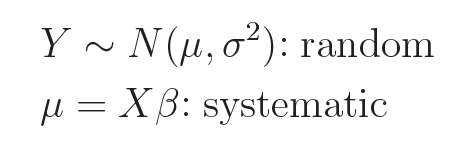 Y ∼ N(μ, σ²): random
μ = Xβ: systematic